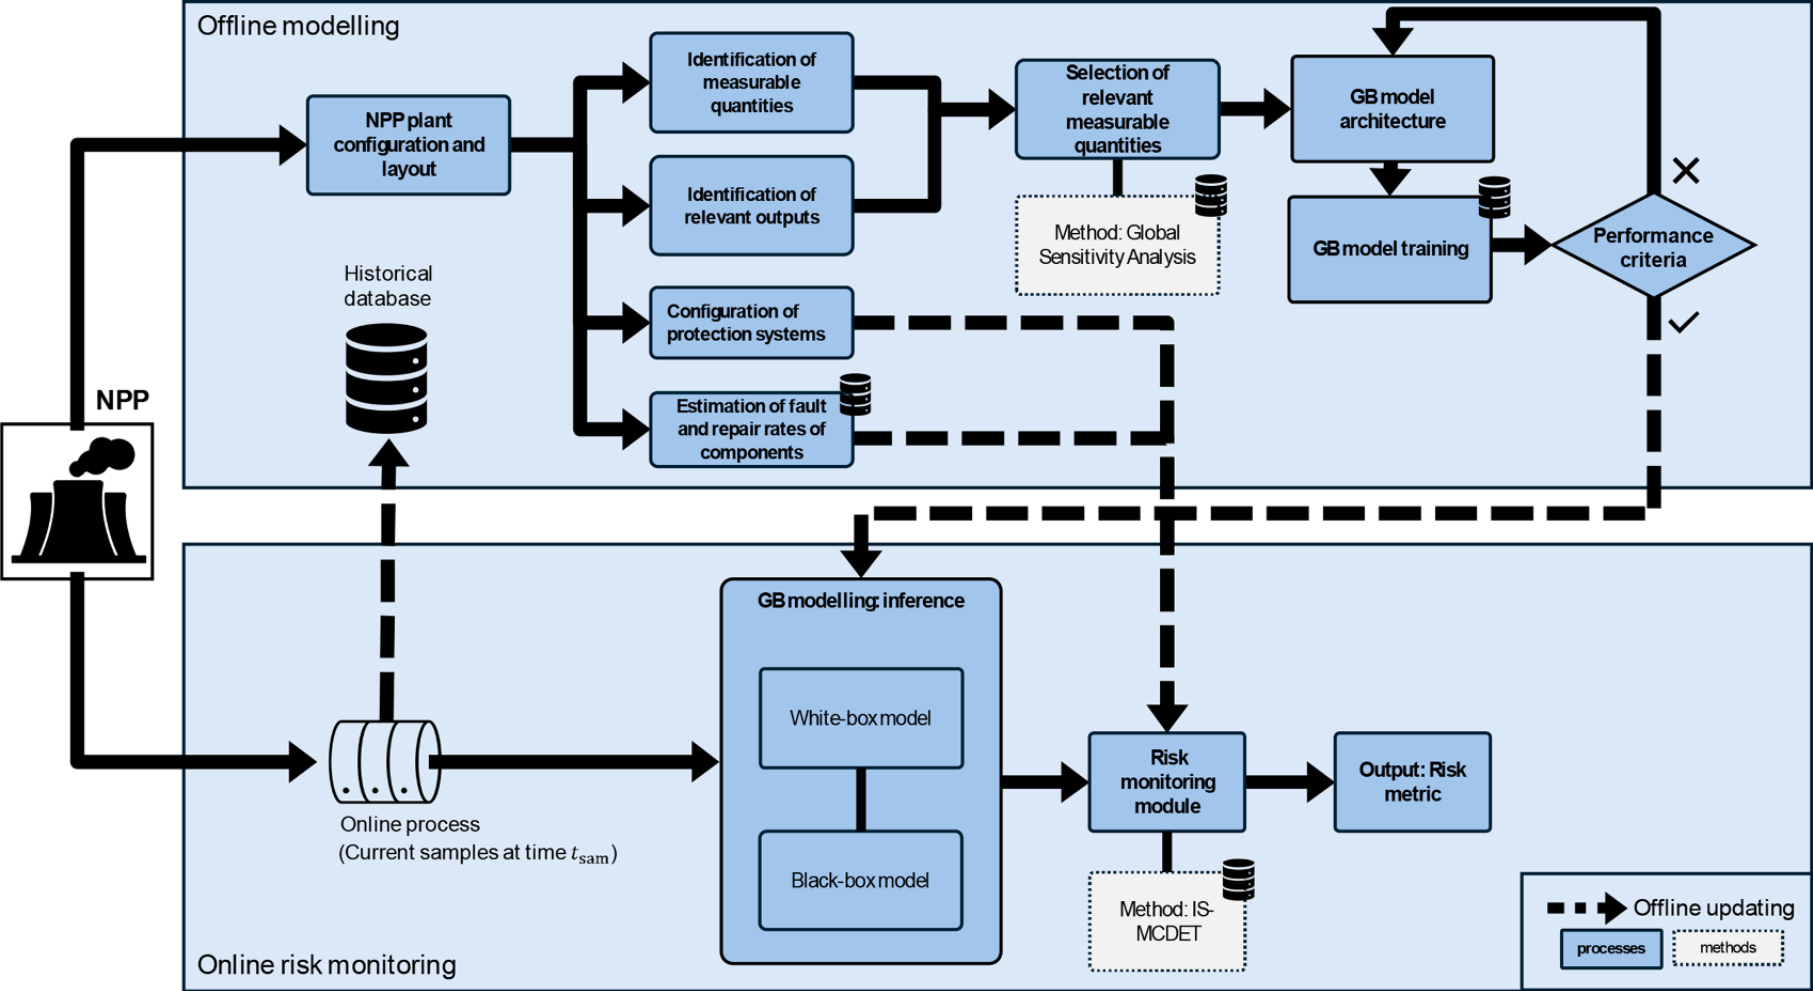 Offline modelling
NPP plant
configuration and
layout
Identification of
measurable
quantities
Identification of
relevant outputs
Configuration of
protection systems
Estimation of fault
and repair rates of
components
Selection of
relevant
measurable
quantities
Method: Global
Sensitivity Analysis
GB model
architecture
GB model training
Performance
criteria
Historical
database
NPP
Online process
(Current samples at time t_sam)
GB modelling: inference
White-box model
Black-box model
Risk
monitoring
module
Method: IS-
MCDET
Output: Risk
metric
Online risk monitoring
Offline updating
processes
methods